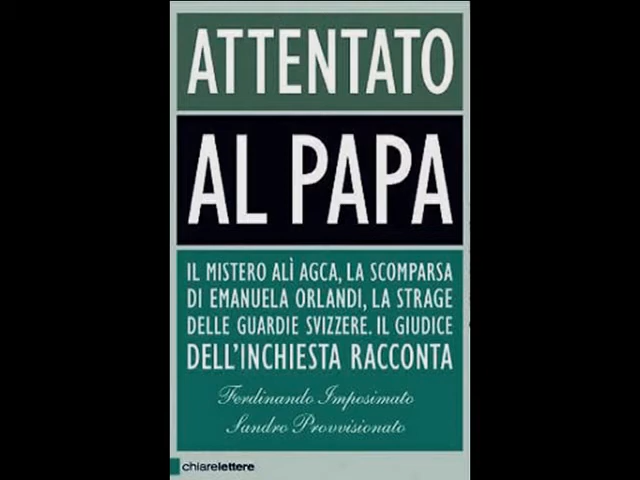 ATTENTATO
AL PAPA
IL MISTERO ALÌ AGCA, LA SCOMPARSA
DI EMANUELA ORLANDI, LA STRAGE
DELLE GUARDIE SVIZZERE. IL GIUDICE
DELL'INCHIESTA RACCONTA
Ferdinando Imposimato
Sandro Provvisionato
chiarelettere